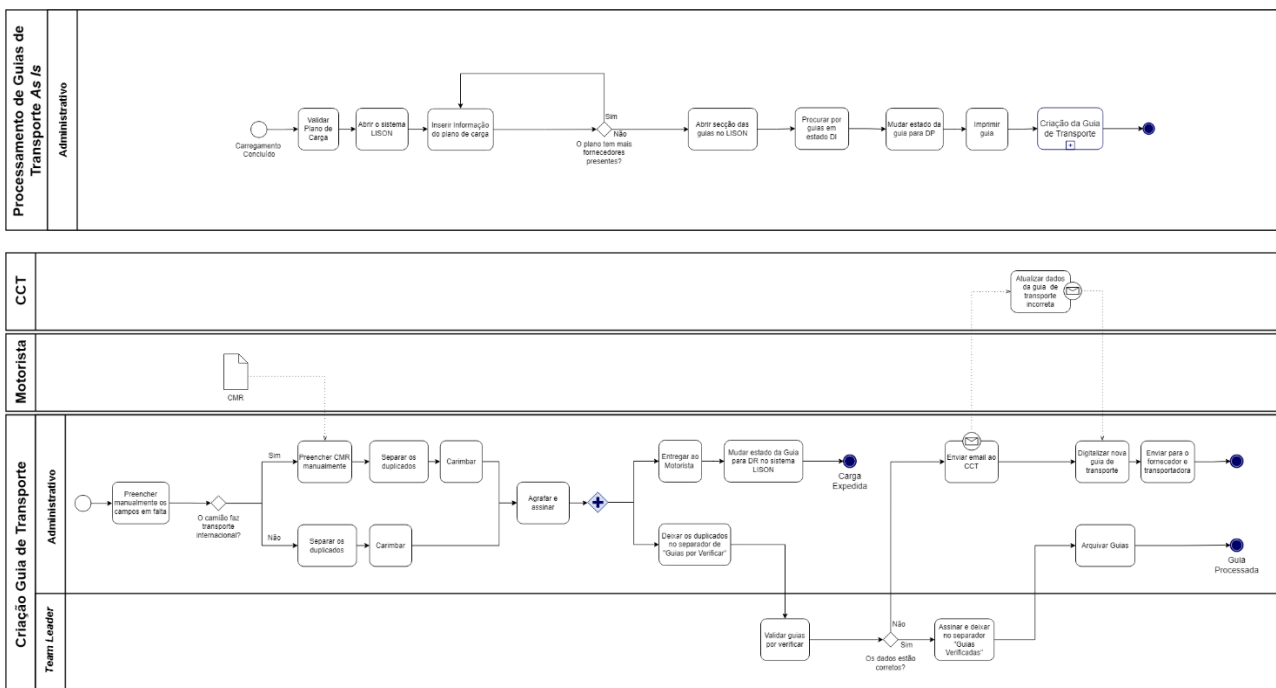 Processamento de Guias de
Transporte As Is
Administrativo
Carregamento
Concluído
Validar
Plano de
Carga
Abrir o sistema
LISON
Inserir Informação
do plano de carga
Sim
Não
O plano tem mais
fornecedores
presentes?
Abrir secção das
guias no LISON
Procurar por
guias em
estado DI
Mudar estado da
guia para DP
Imprimir
guia
Criação da Guia
de Transporte
CCT
Atualizar dados
da guia de
transporte
incorreta
Motorista
CMR
Criação Guia de Transporte
Administrativo
Preencher
manualmente os
campos em falta
O camião faz
transporte
internacional?
Sim
Não
Preencher CMR
manualmente
Separar os
duplicados
Carimbar
Separar os
duplicados
Carimbar
Agrafar e
assinar
Entregar ao
Motorista
Mudar estado da Guia
para DR no sistema
LISON
Carga
Expedida
Deixar os duplicados
no separador de
"Guias por Verificar"
Enviar email ao
CCT
Digitalizar nova
guia de
transporte
Enviar para o
fornecedor e
transportadora
Arquivar Guias
Guia
Processada
Team Leader
Validar guias
por verificar
Não
Sim
Os dados estão
corretos?
Assinar e deixar
no separador
"Guias
Verificadas"